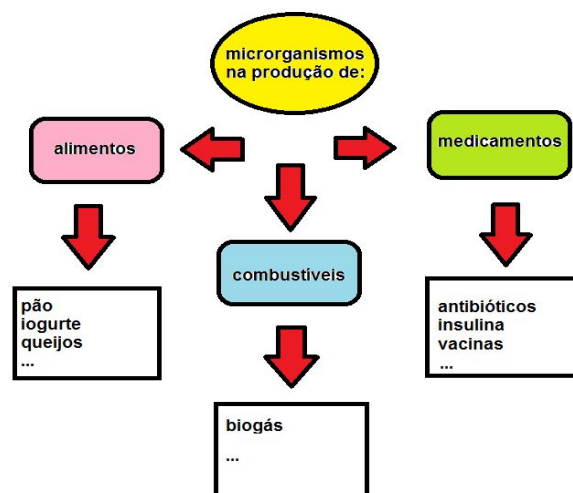 microrganismos
na produção de:
alimentos
medicamentos
combustíveis
pão
iogurte
queijos
...
antibióticos
insulina
vacinas
...
biogás
...